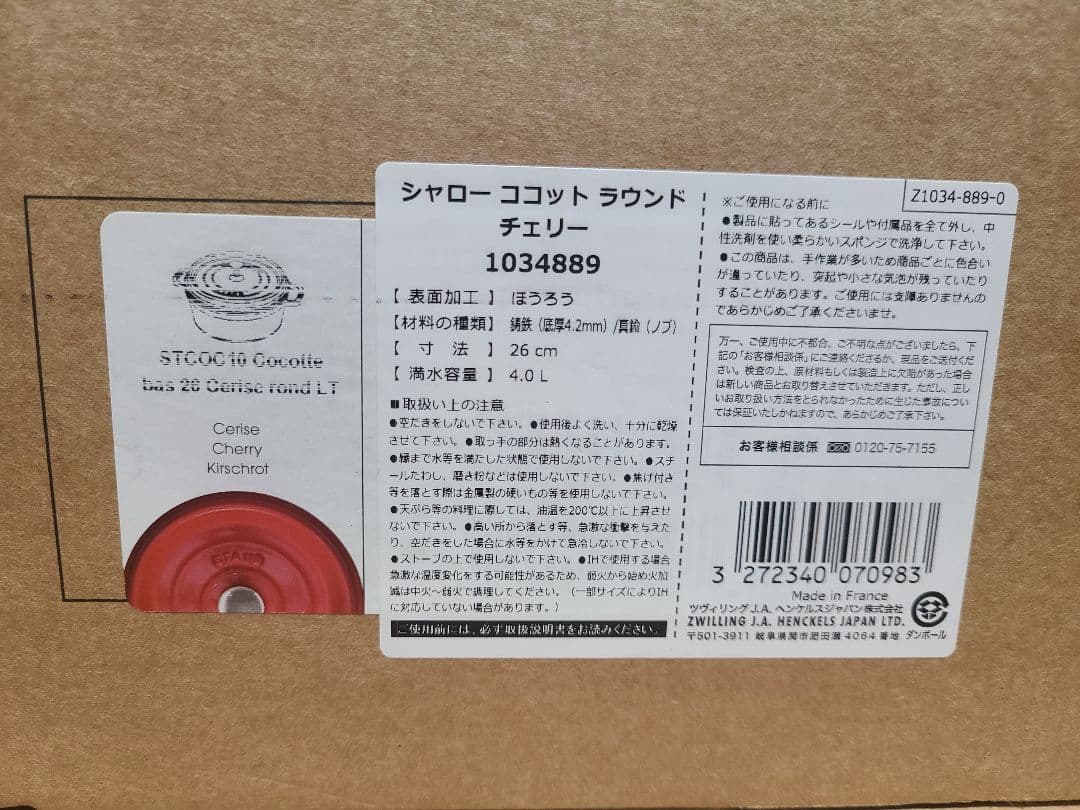 STCOC10 Cocotte
bas 26 Cerise rond LT
Cerise
Cherry
Kirschrot
STAUB
シャロー ココット ラウンド
チェリー
1034889
【 表面加工 】 ほうろう
【材料の種類】 鋳鉄（底厚4.2mm）/真鍮（ノブ）
【 寸 法 】 26 cm
【 満水容量 】 4.0 L
■取扱い上の注意
●空だきをしないで下さい。●使用後よく洗い、十分に乾燥
させて下さい。●取っ手の部分は熱くなることがあります。
●縁まで水等を満たした状態で使用しないで下さい。●スチ
ールたわし、磨き粉などは使用しないで下さい。●焦げ付き
等を落とす際は金属製の硬いもの等を使用しないで下さい。
●天ぷら等の料理に際しては、油温を200℃以上に上昇させ
ないで下さい。●高い所から落とす等、急激な衝撃を与えた
り、空だきをした場合に水等をかけて急冷しないで下さい。
●ストーブの上で使用しないで下さい。●IHで使用する場合
急激な温度変化をする可能性があるため、弱火から始め火加
減は中火～弱火で調理してください。（一部サイズによりIH
に対応していない場合があります。）
ご使用前には、必ず取扱説明書をお読みください。
Z1034-889-0
※ご使用になる前に
●製品に貼ってあるシールや付属品を全て外し、中
性洗剤を使い柔らかいスポンジで洗浄して下さい。
●この商品は、手作業が多いため商品ごとに色合い
が違っていたり、突起や小さな気泡が残っていたり
することがあります。ご使用には支障ありませんの
であらかじめご了承くださいませ。
万一、ご使用中に不都合、ご不明な点がございましたら、下
記の「お客様相談係」にご連絡くださるか、現品をご送付くださ
い。検査の上、原材料もしくは製造上に欠陥があった場合
は新しい商品とお取り替えさせていただきます。ただし、正し
いお取り扱い方法をとられなかったために生じた事故につい
ては保証いたしかねますので、あらかじめご了承下さい。
お客様相談係 0120-75-7155
3 272340 070983
Made in France
ツヴィリング J.A. ヘンケルスジャパン株式会社
ZWILLING J.A. HENCKELS JAPAN LTD.
〒501-3911 岐阜県関市肥田瀬 4064 番地
ダンボール